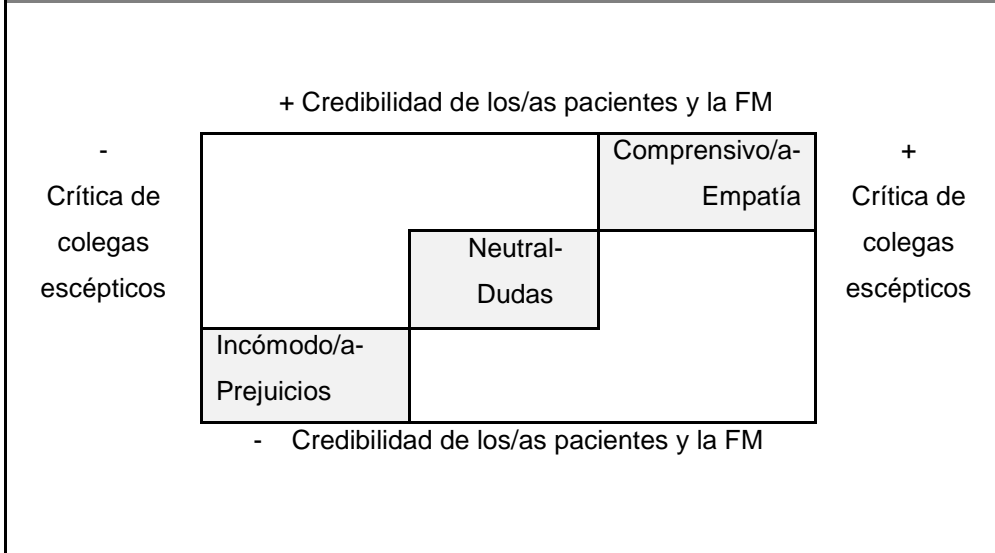 + Credibilidad de los/as pacientes y la FM
-
Crítica de
colegas
escépticos
Comprensivo/a-
Empatía
+
Crítica de
colegas
escépticos
Neutral-
Dudas
Incómodo/a-
Prejuicios
- Credibilidad de los/as pacientes y la FM